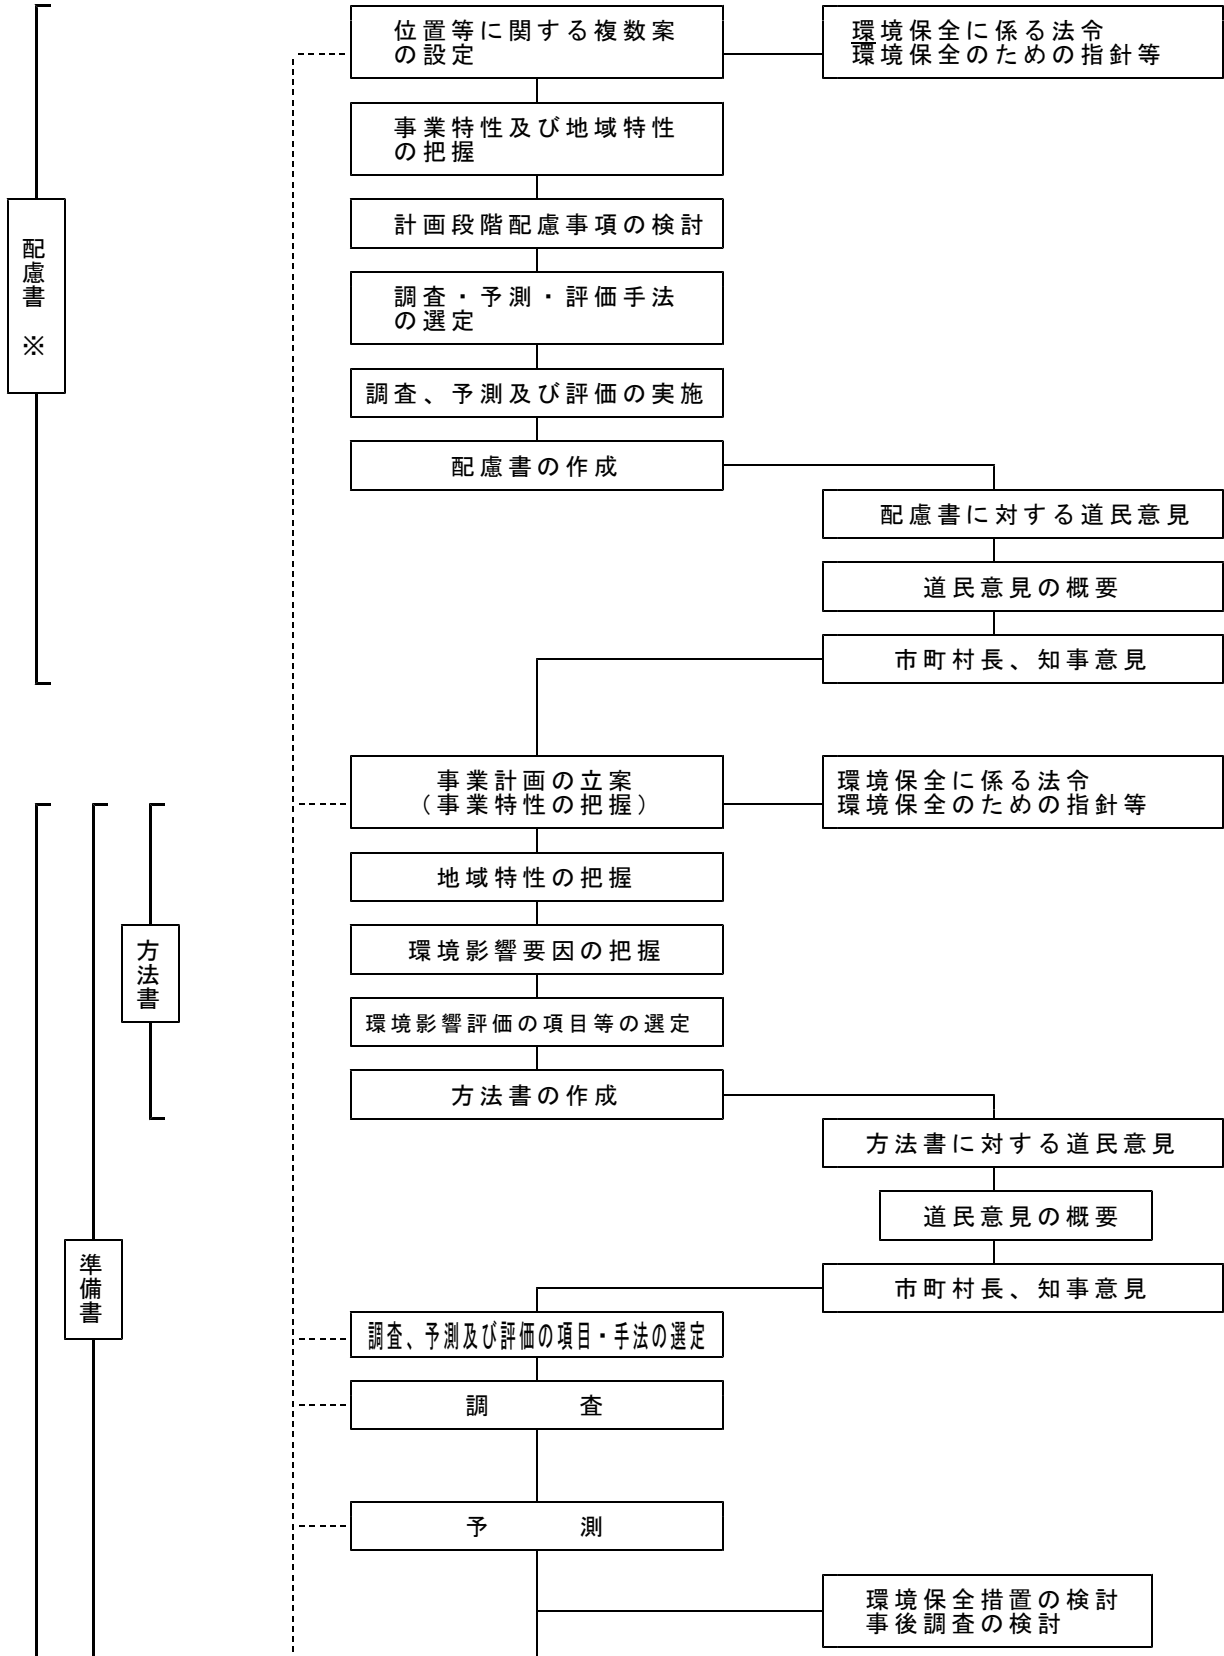 位置等に関する複数案
の設定
環境保全に係る法令
環境保全のための指針等
事業特性及び地域特性
の把握
配慮書 ※
計画段階配慮事項の検討
調査・予測・評価手法
の選定
調査、予測及び評価の実施
配慮書の作成
配慮書に対する道民意見
道民意見の概要
市町村長、知事意見
事業計画の立案
（事業特性の把握）
環境保全に係る法令
環境保全のための指針等
地域特性の把握
方法書
環境影響要因の把握
環境影響評価の項目等の選定
方法書の作成
方法書に対する道民意見
道民意見の概要
準備書
市町村長、知事意見
調査、予測及び評価の項目・手法の選定
調　　　査
予　　　測
環境保全措置の検討
事後調査の検討